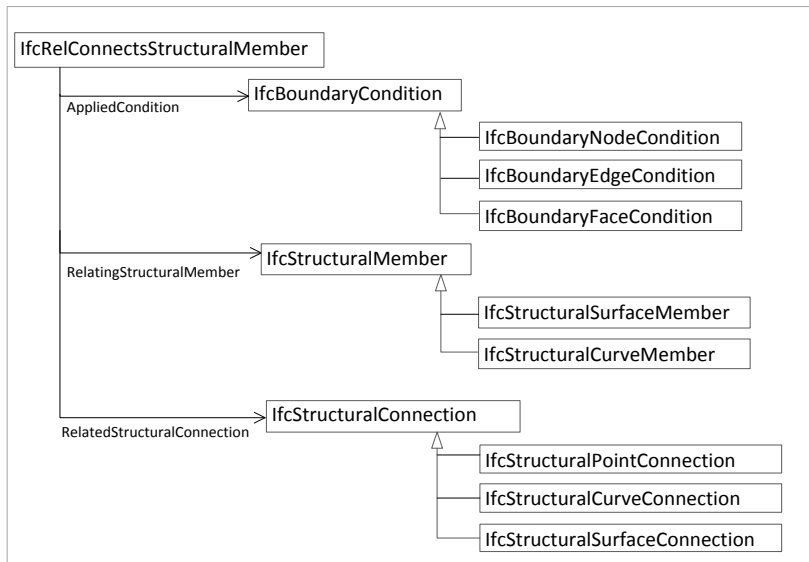 IfcRelConnectsStructuralMember
AppliedCondition
IfcBoundaryCondition
IfcBoundaryNodeCondition
IfcBoundaryEdgeCondition
IfcBoundaryFaceCondition
RelatingStructuralMember
IfcStructuralMember
IfcStructuralSurfaceMember
IfcStructuralCurveMember
RelatedStructuralConnection
IfcStructuralConnection
IfcStructuralPointConnection
IfcStructuralCurveConnection
IfcStructuralSurfaceConnection